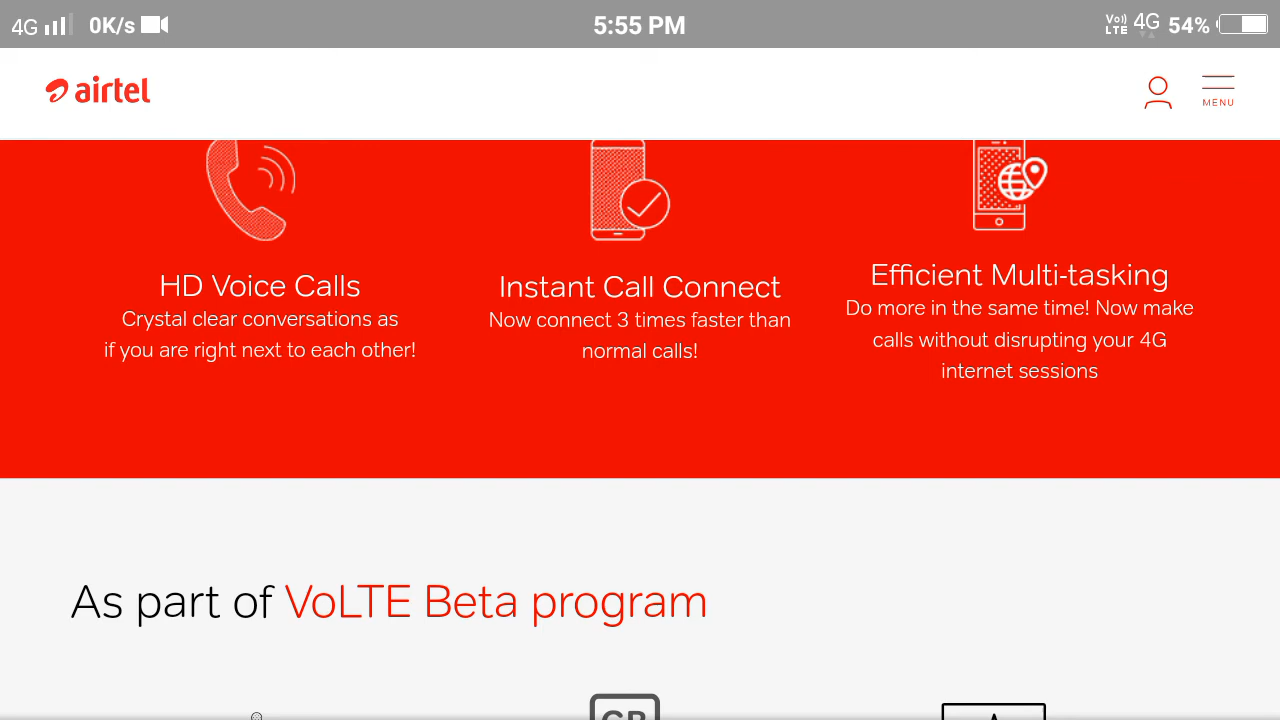 4G 0K/s 5:55 PM Vo)) LTE 4G 54%
airtel
MENU
HD Voice Calls
Crystal clear conversations as
if you are right next to each other!
Instant Call Connect
Now connect 3 times faster than
normal calls!
Efficient Multi-tasking
Do more in the same time! Now make
calls without disrupting your 4G
internet sessions
As part of VoLTE Beta program